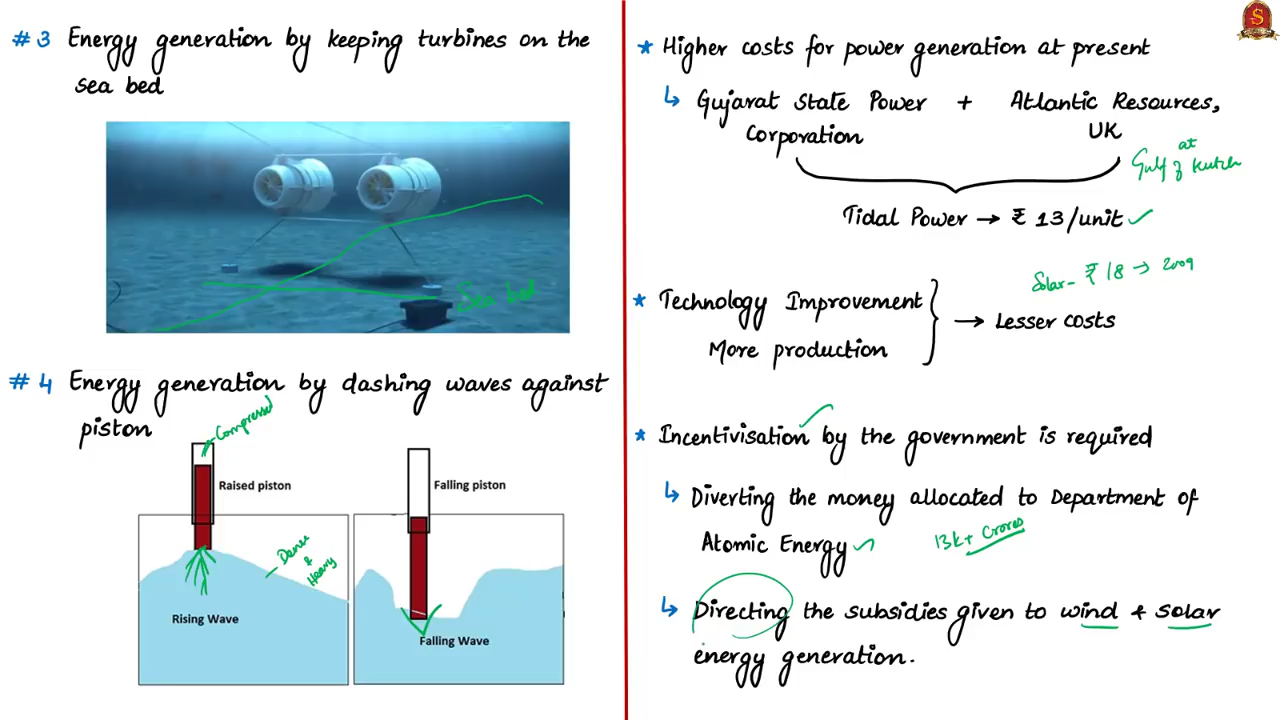 #3 Energy generation by keeping turbines on the
sea bed
Sea bed
#4 Energy generation by dashing waves against
piston
Compressed
Raised piston
Dense
&
Heavy
Rising Wave
Falling piston
Falling Wave
* Higher costs for power generation at present
↳ Gujarat State Power + Atlantic Resources,
Corporation UK
at
Gulf of Kutch
Tidal Power → ₹ 13/unit ✓
Solar - ₹ 18 → 2009
* Technology Improvement
More production
→ Lesser costs
* Incentivisation by the government is required
↳ Diverting the money allocated to Department of
Atomic Energy
13k+ Crores
↳ Directing the subsidies given to wind & solar
energy generation.
S